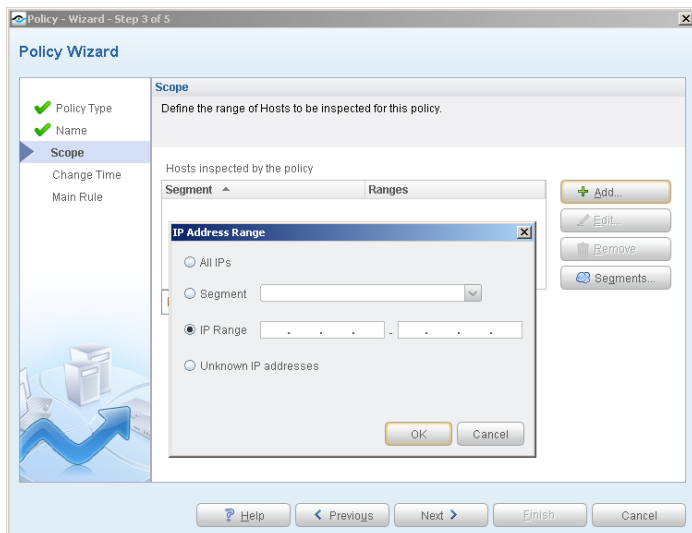 Policy - Wizard - Step 3 of 5
Policy Wizard
Policy Type
Name
Scope
Change Time
Main Rule
Scope
Define the range of Hosts to be inspected for this policy.
Hosts inspected by the policy
Segment Ranges
Add...
Edit...
Remove
Segments...
IP Address Range
All IPs
Segment
IP Range . . . - . . .
Unknown IP addresses
OK Cancel
? Help Previous Next Finish Cancel